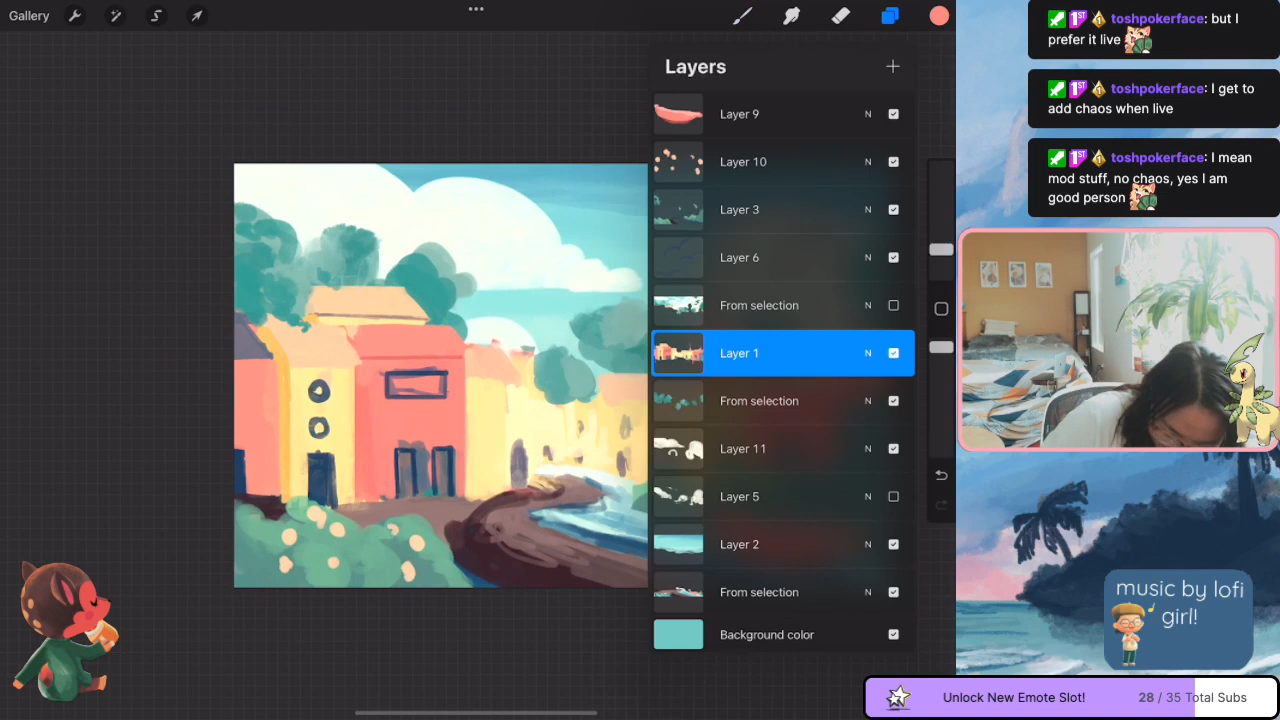 Gallery
Layers
Layer 9 N
Layer 10 N
Layer 3 N
Layer 6 N
From selection N
Layer 1 N
From selection N
Layer 11 N
Layer 5 N
Layer 2 N
From selection N
Background color
1ST toshpokerface: but I
prefer it live
1ST toshpokerface: I get to
add chaos when live
1ST toshpokerface: I mean
mod stuff, no chaos, yes I am
good person
music by lofi
girl!
Unlock New Emote Slot! 28 / 35 Total Subs